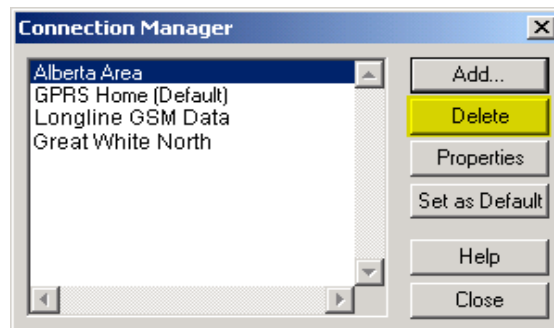 Connection Manager
Alberta Area
GPRS Home (Default)
Longline GSM Data
Great White North
Add...
Delete
Properties
Set as Default
Help
Close